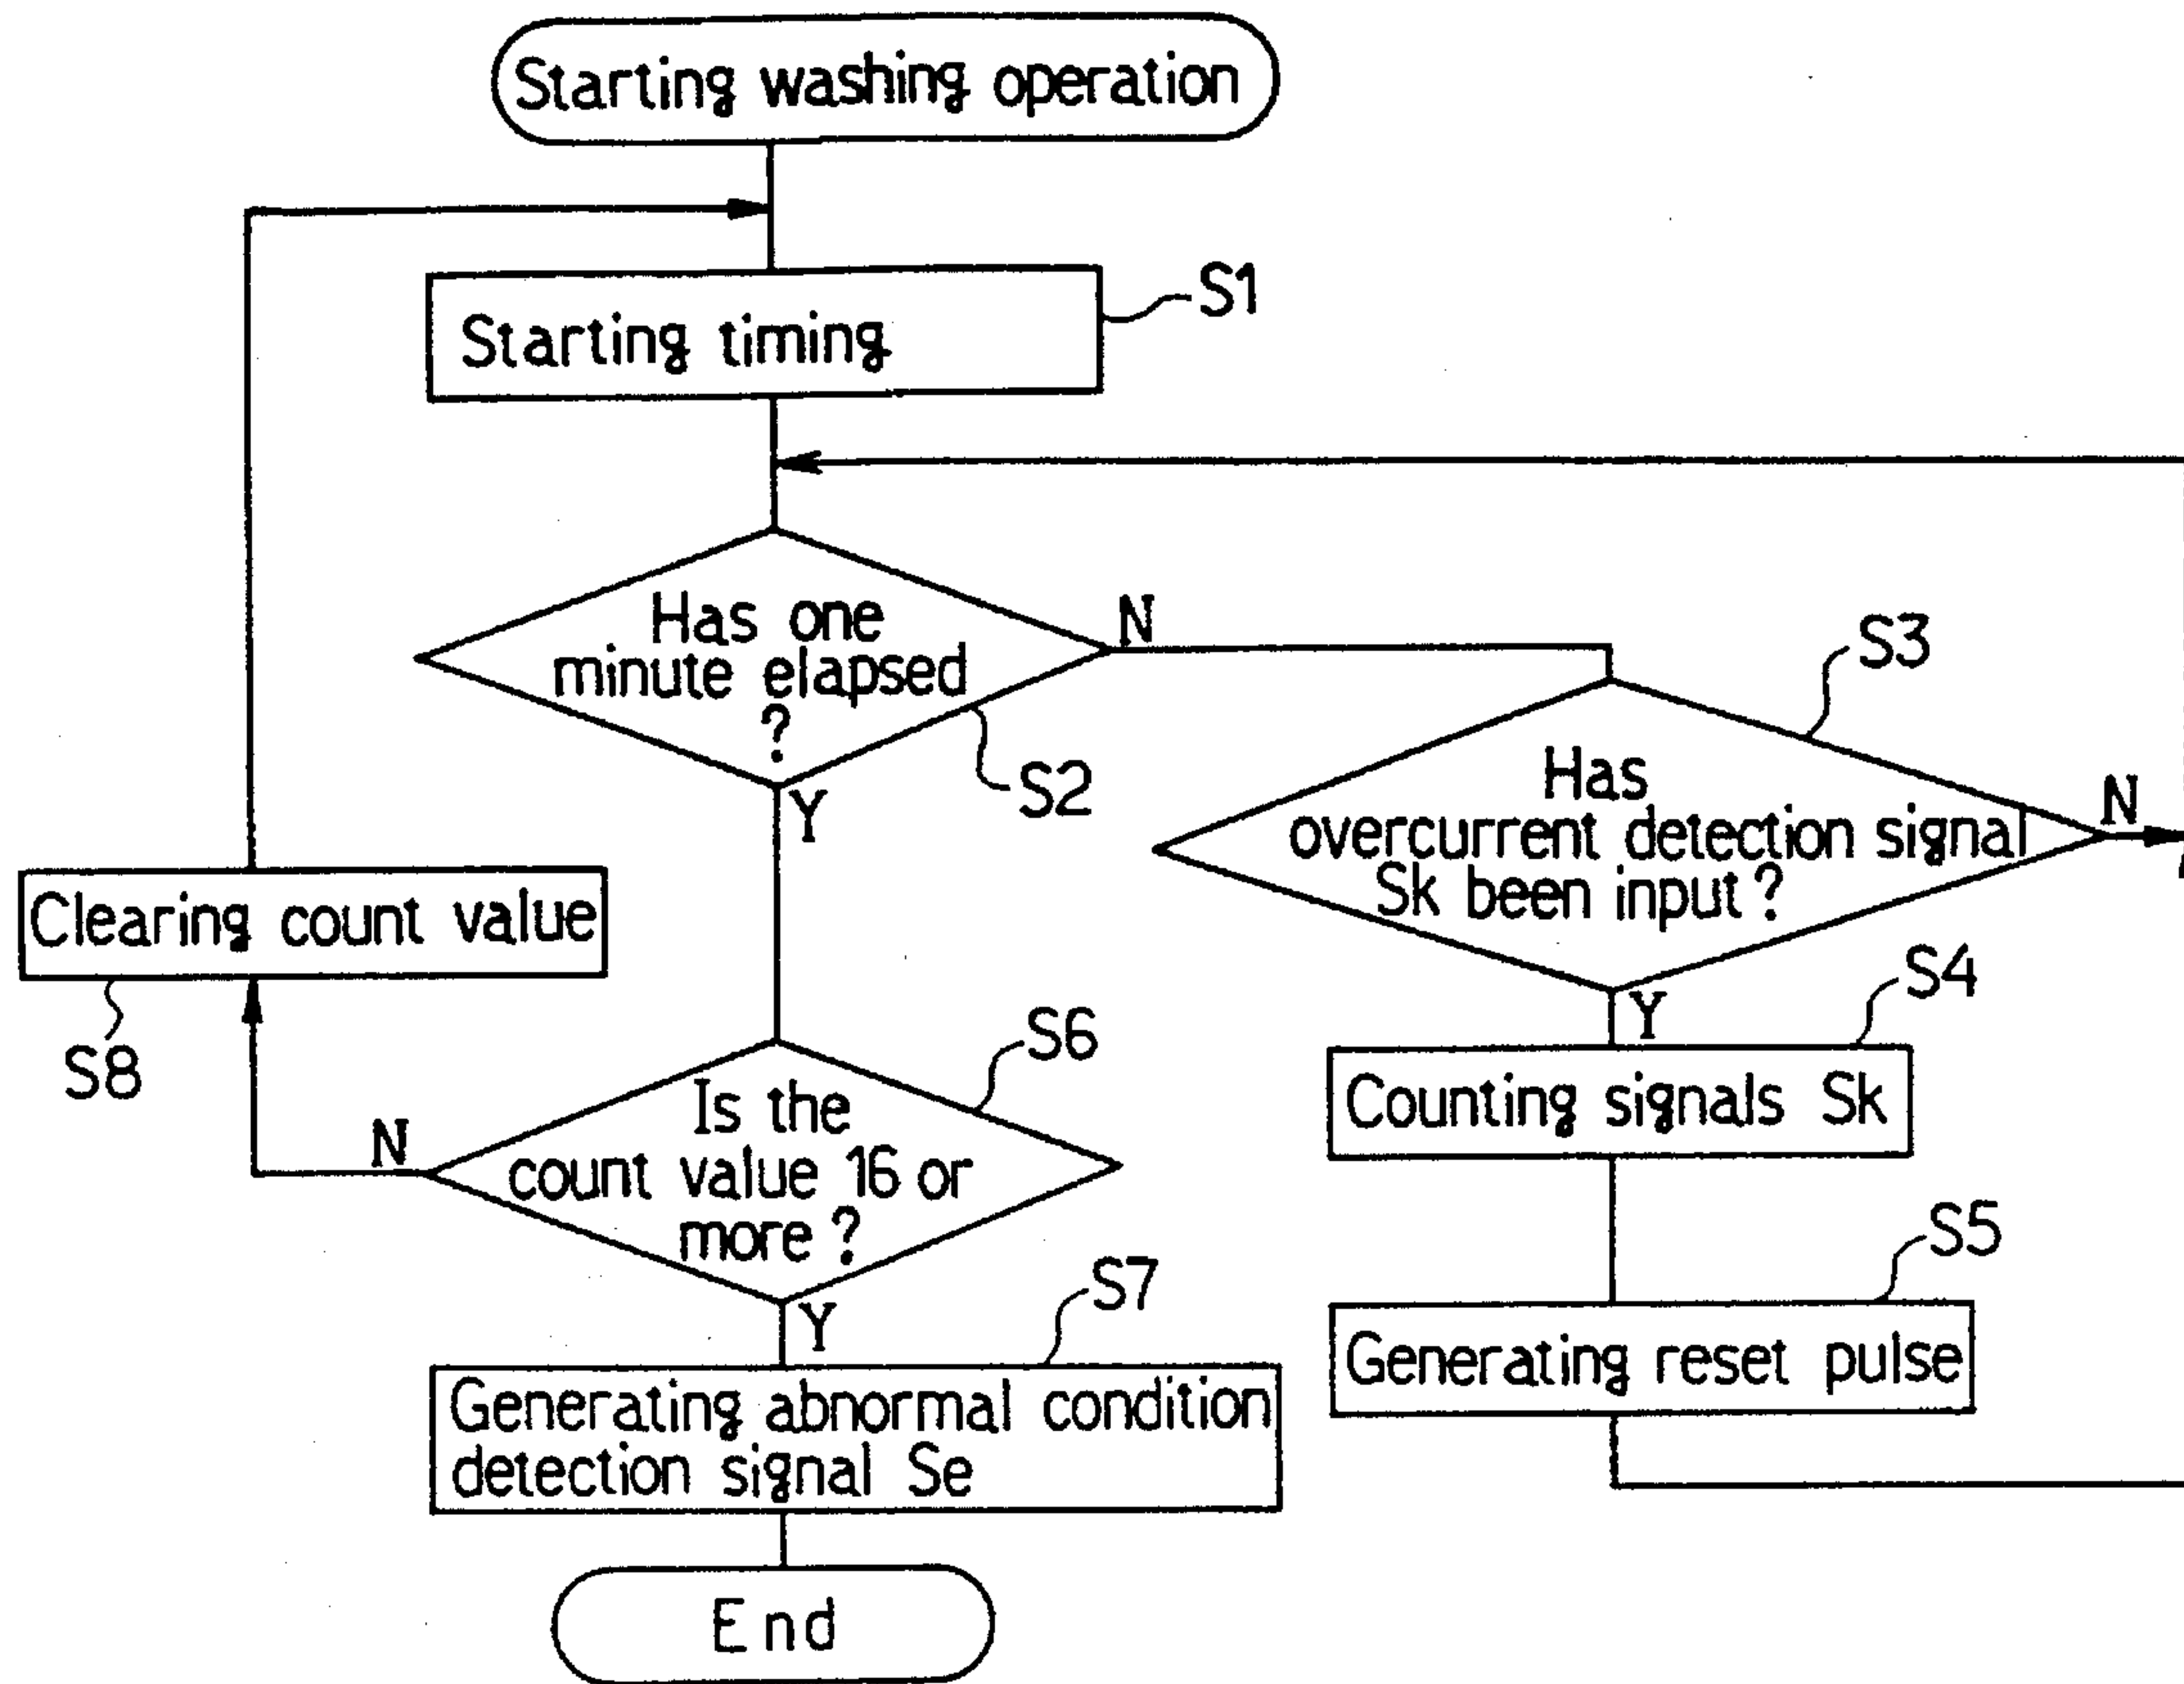 Starting washing operation
S1
Starting timing
Has one
minute elapsed
?
N
S2
Y
S3
Has
overcurrent detection signal
Sk been input ?
N
Y
S4
Counting signals Sk
S5
Generating reset pulse
Clearing count value
S8
S6
Is the
count value 16 or
more ?
N
Y
S7
Generating abnormal condition
detection signal Se
End